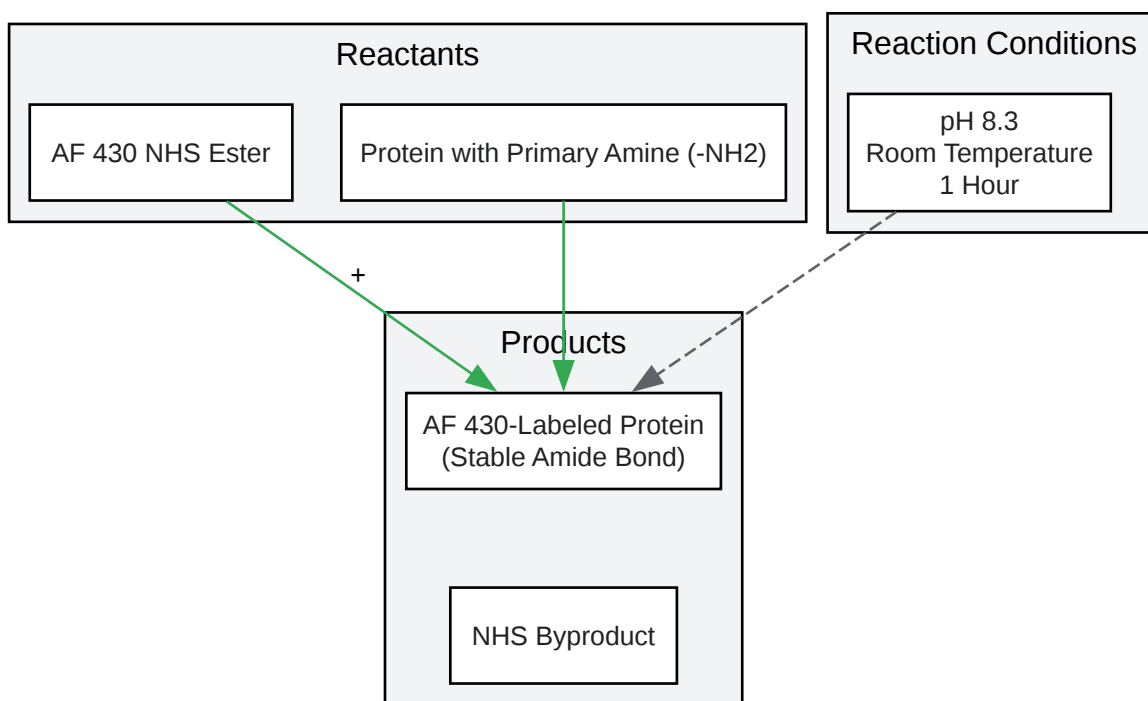 Reactants
AF 430 NHS Ester
Protein with Primary Amine (-NH2)
Reaction Conditions
pH 8.3
Room Temperature
1 Hour
+
Products
AF 430-Labeled Protein
(Stable Amide Bond)
NHS Byproduct